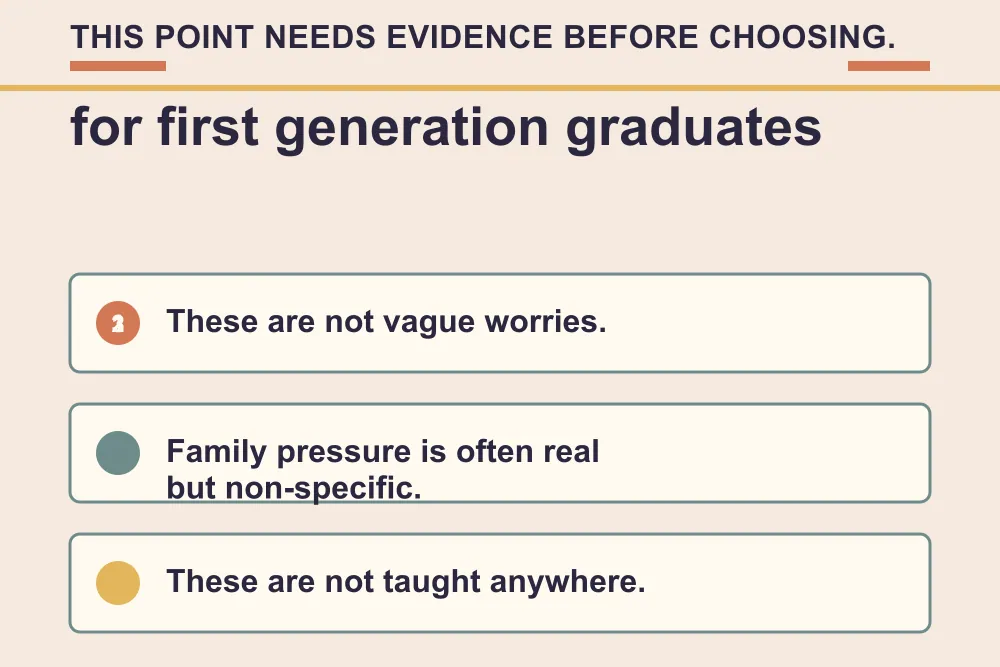 THIS POINT NEEDS EVIDENCE BEFORE CHOOSING.
for first generation graduates
These are not vague worries.
Family pressure is often real
but non-specific.
These are not taught anywhere.